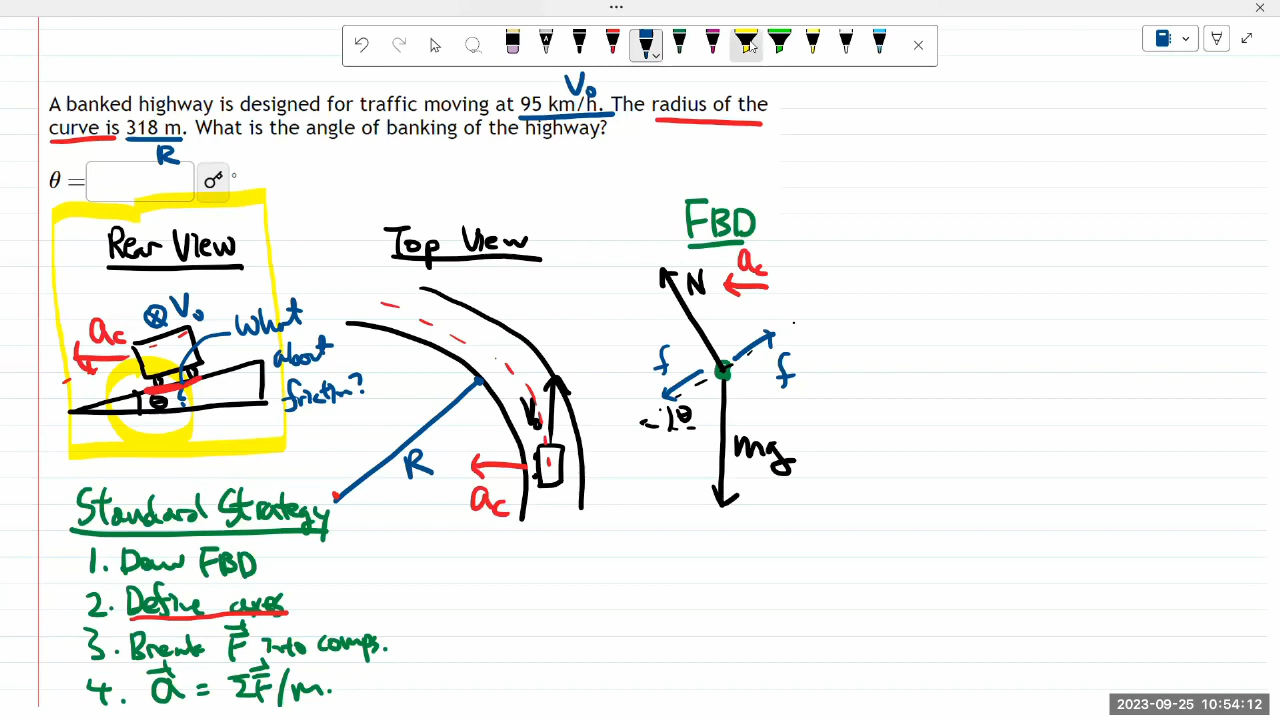 V₀
A banked highway is designed for traffic moving at 95 km/h. The radius of the
curve is 318 m. What is the angle of banking of the highway?
R
θ = °
Rear View
Top View
FBD
a_c
N
⊗ V₀
What
about
friction?
a_c
θ
f
f
θ
mg
V₀
R
a_c
Standard Strategy
1. Draw FBD
2. Define axes
3. Break F⃗ into comps.
4. a⃗ = ΣF⃗/m.
2023-09-25 10:54:12